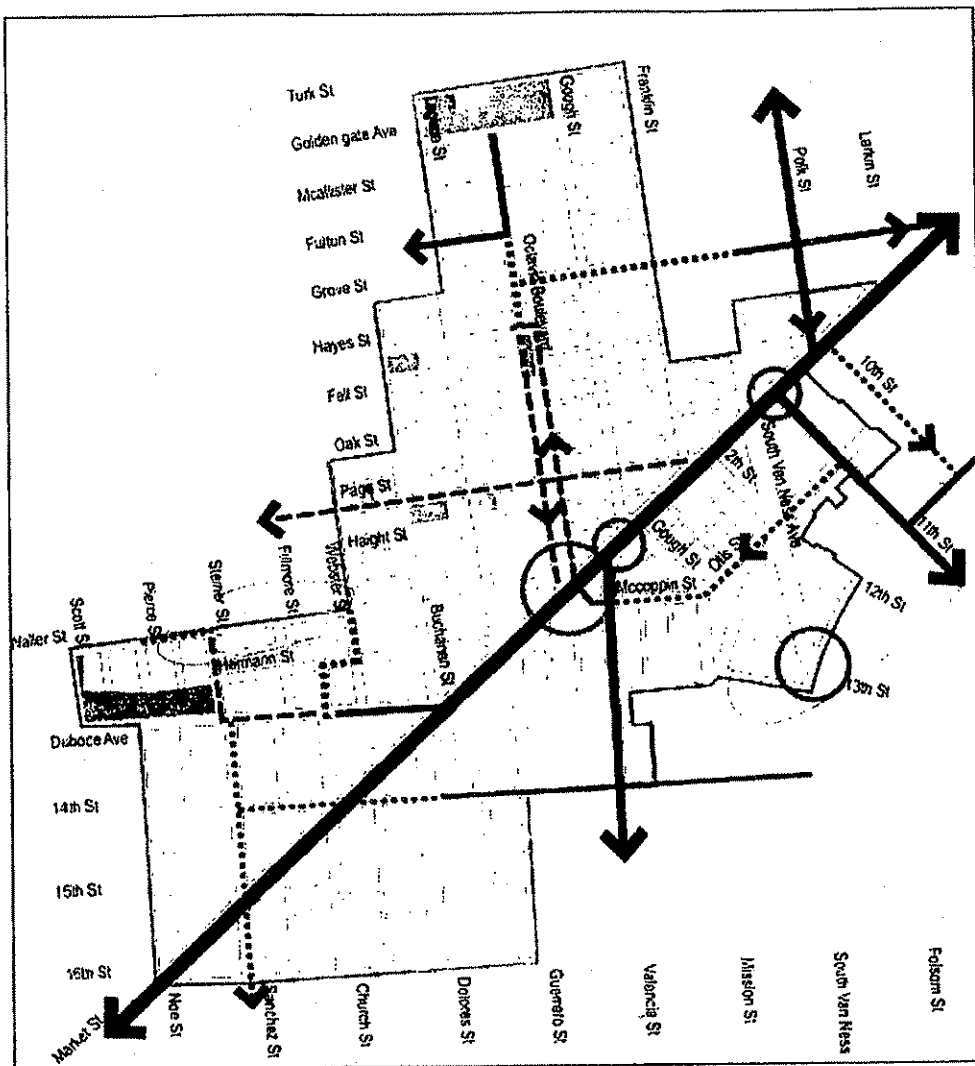 Turk St
Golden gate Ave
Mcallister St
Fulton St
Grove St
Hayes St
Fell St
Oak St
Page St
Haight St
Gough St
Franklin St
Polk St
Larkin St
Octavia Boulevard
10th St
11th St
South Van Ness Ave.
2th St
Gough St
Otis S
Mccoppin St
12th St
13th St
Scott St
Pierce St
Steiner St
Fillmore St
Webster St
Buchanan St
Hermann St
Duboce Ave
14th St
15th St
16th St
Market St
Noe St
Sanchez St
Church St
Dolores St
Guerrero St
Valencia St
Mission St
South Van Ness
Folsom St